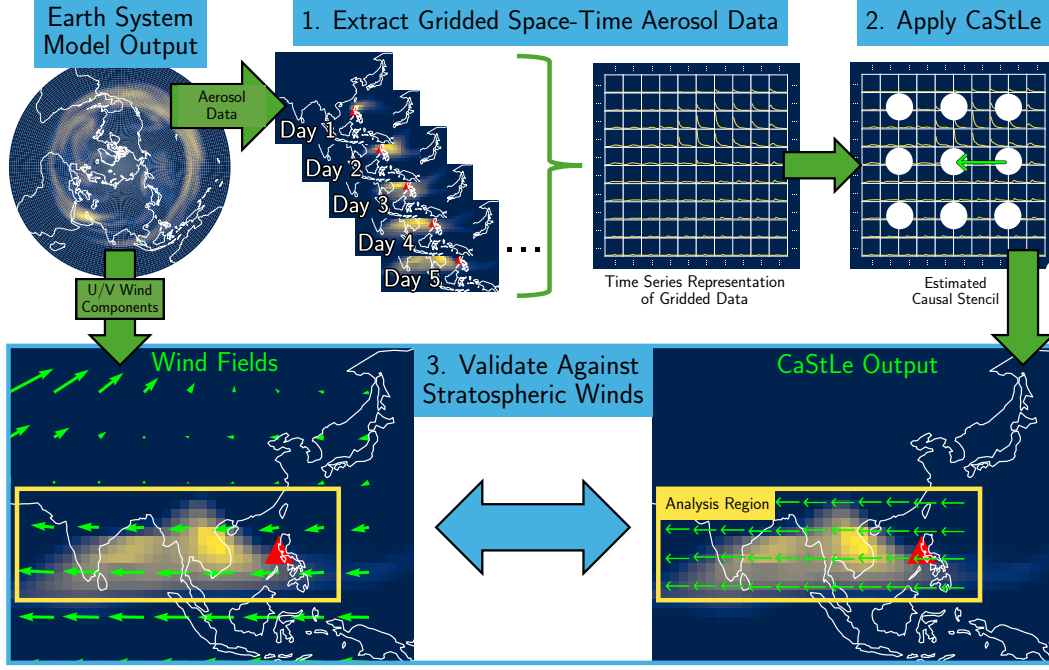 Earth System
Model Output
1. Extract Gridded Space-Time Aerosol Data
2. Apply CaStLe
Aerosol
Data
Day 1
Day 2
Day 3
Day 4
Day 5
...
Time Series Representation
of Gridded Data
Estimated
Causal Stencil
U/V Wind
Components
Wind Fields
3. Validate Against
Stratospheric Winds
CaStLe Output
Analysis Region